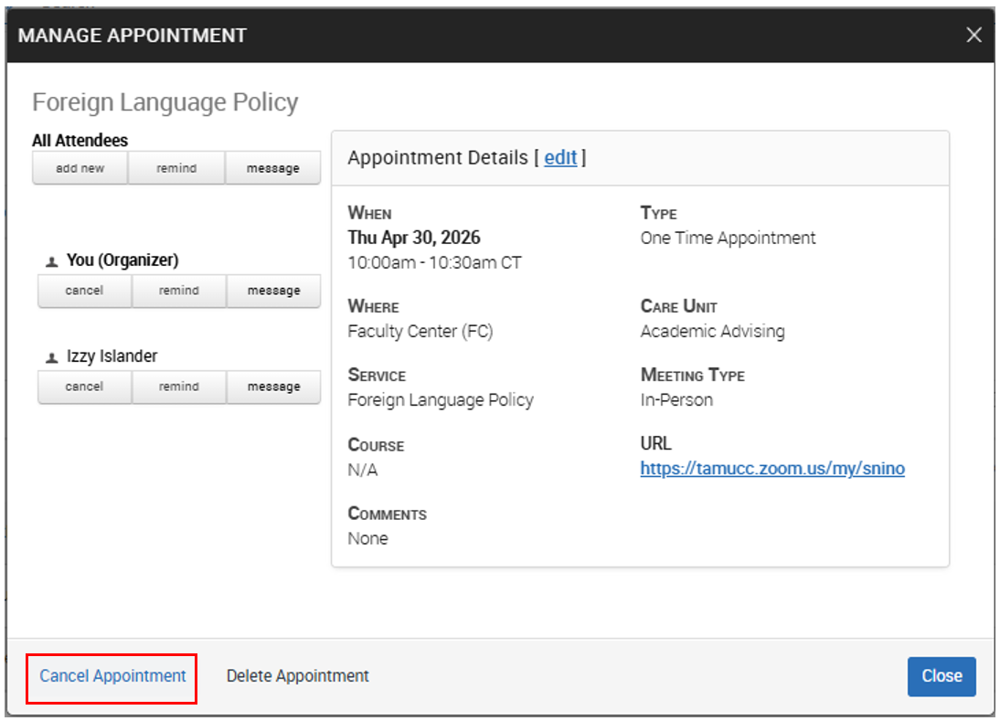 MANAGE APPOINTMENT
Foreign Language Policy
All Attendees
add new remind message
You (Organizer)
cancel remind message
Izzy Islander
cancel remind message
Appointment Details [ edit ]
WHEN
Thu Apr 30, 2026
10:00am - 10:30am CT
TYPE
One Time Appointment
WHERE
Faculty Center (FC)
CARE UNIT
Academic Advising
SERVICE
Foreign Language Policy
MEETING TYPE
In-Person
COURSE
N/A
URL
https://tamucc.zoom.us/my/snino
COMMENTS
None
Cancel Appointment Delete Appointment Close